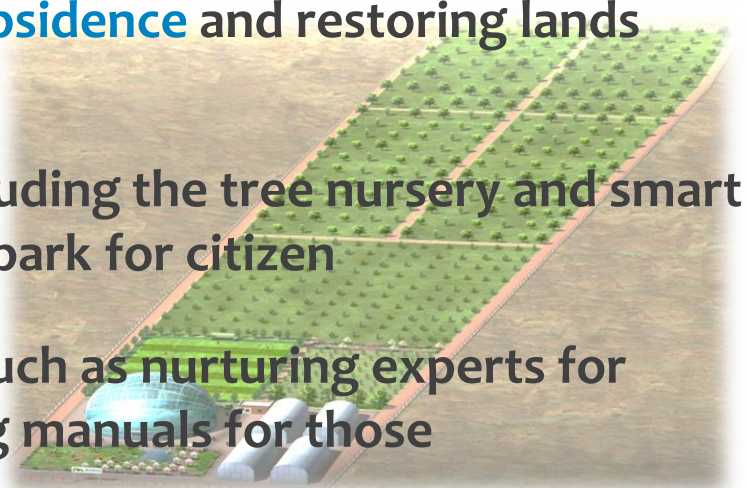 bsidence and restoring lands
uding the tree nursery and smart
park for citizen
uch as nurturing experts for
g manuals for those